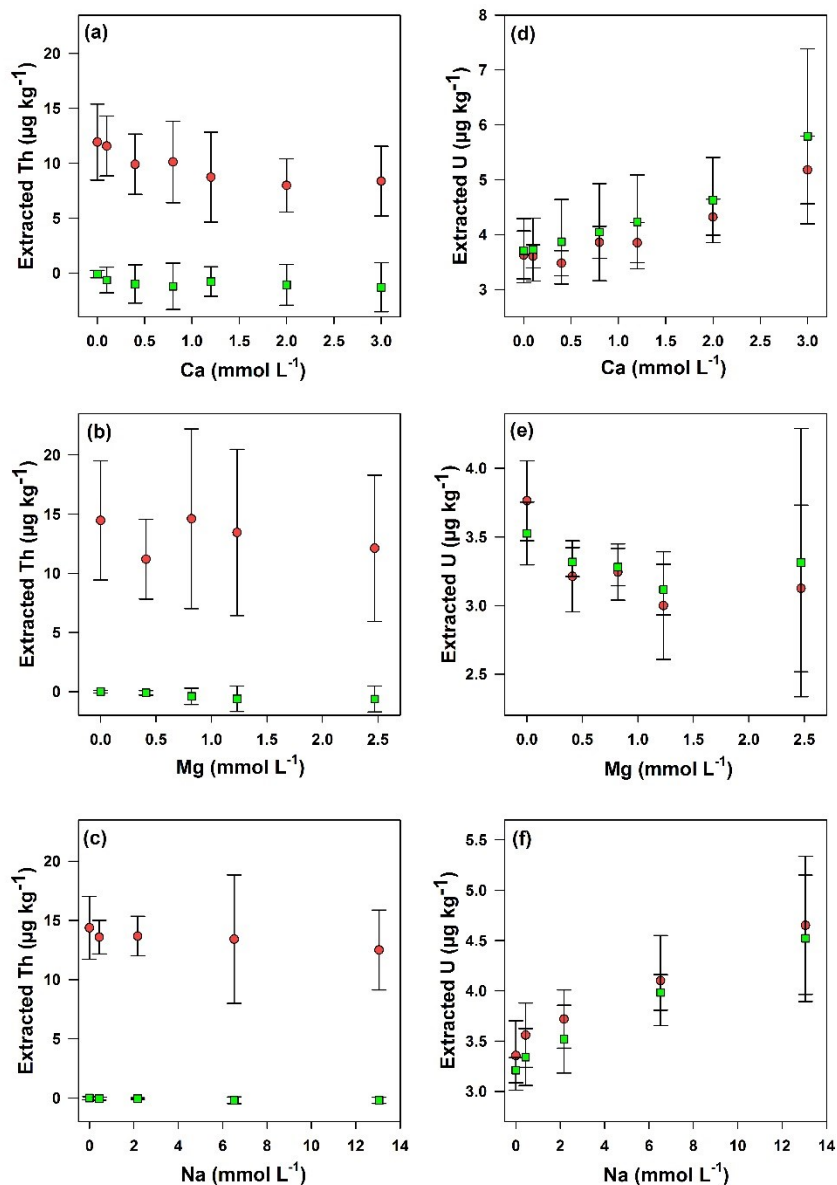 (a)
Extracted Th (µg kg⁻¹)
20
15
10
5
0
0.0 0.5 1.0 1.5 2.0 2.5 3.0
Ca (mmol L⁻¹)
(d)
Extracted U (µg kg⁻¹)
8
7
6
5
4
3
0.0 0.5 1.0 1.5 2.0 2.5 3.0
Ca (mmol L⁻¹)
(b)
Extracted Th (µg kg⁻¹)
20
15
10
5
0
0.0 0.5 1.0 1.5 2.0 2.5
Mg (mmol L⁻¹)
(e)
Extracted U (µg kg⁻¹)
4.0
3.5
3.0
2.5
0.0 0.5 1.0 1.5 2.0 2.5
Mg (mmol L⁻¹)
(c)
Extracted Th (µg kg⁻¹)
20
15
10
5
0
0 2 4 6 8 10 12 14
Na (mmol L⁻¹)
(f)
Extracted U (µg kg⁻¹)
5.5
5.0
4.5
4.0
3.5
3.0
0 2 4 6 8 10 12 14
Na (mmol L⁻¹)